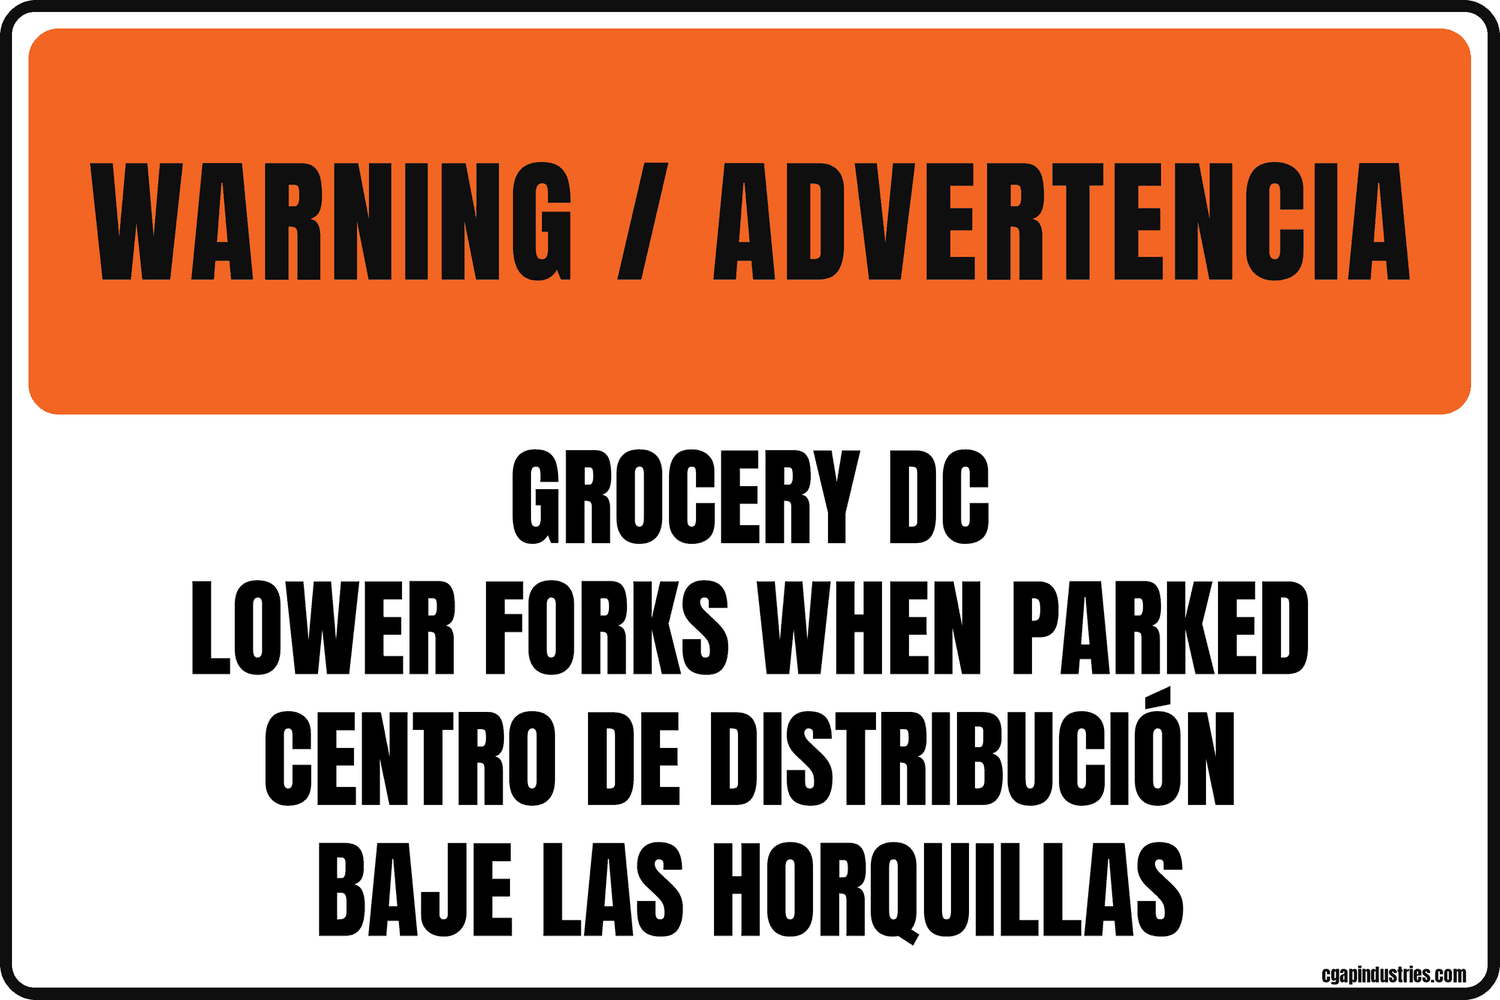 WARNING / ADVERTENCIA
GROCERY DC
LOWER FORKS WHEN PARKED
CENTRO DE DISTRIBUCIÓN
BAJE LAS HORQUILLAS
cgapindustries.com